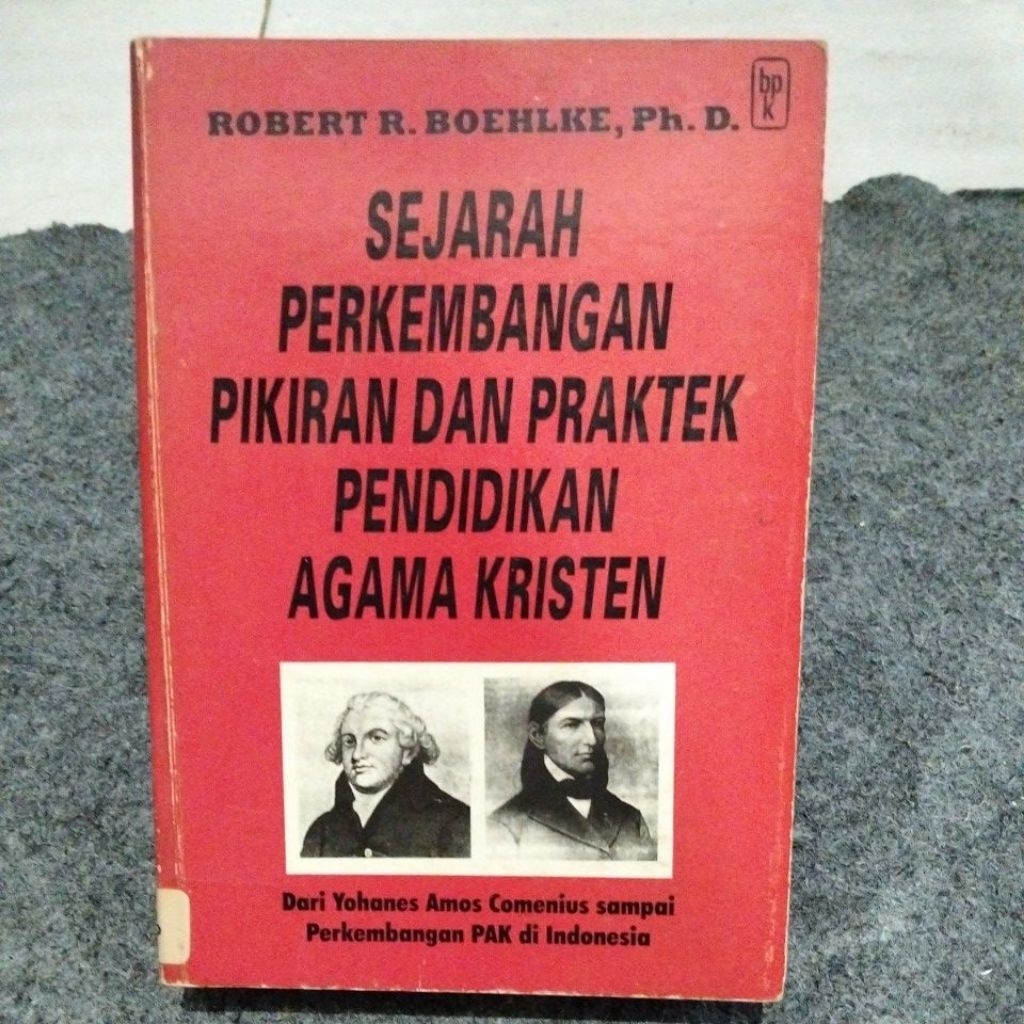 ROBERT R. BOEHLKE, Ph. D.
bp
k
SEJARAH
PERKEMBANGAN
PIKIRAN DAN PRAKTEK
PENDIDIKAN
AGAMA KRISTEN
Dari Yohanes Amos Comenius sampai
Perkembangan PAK di Indonesia